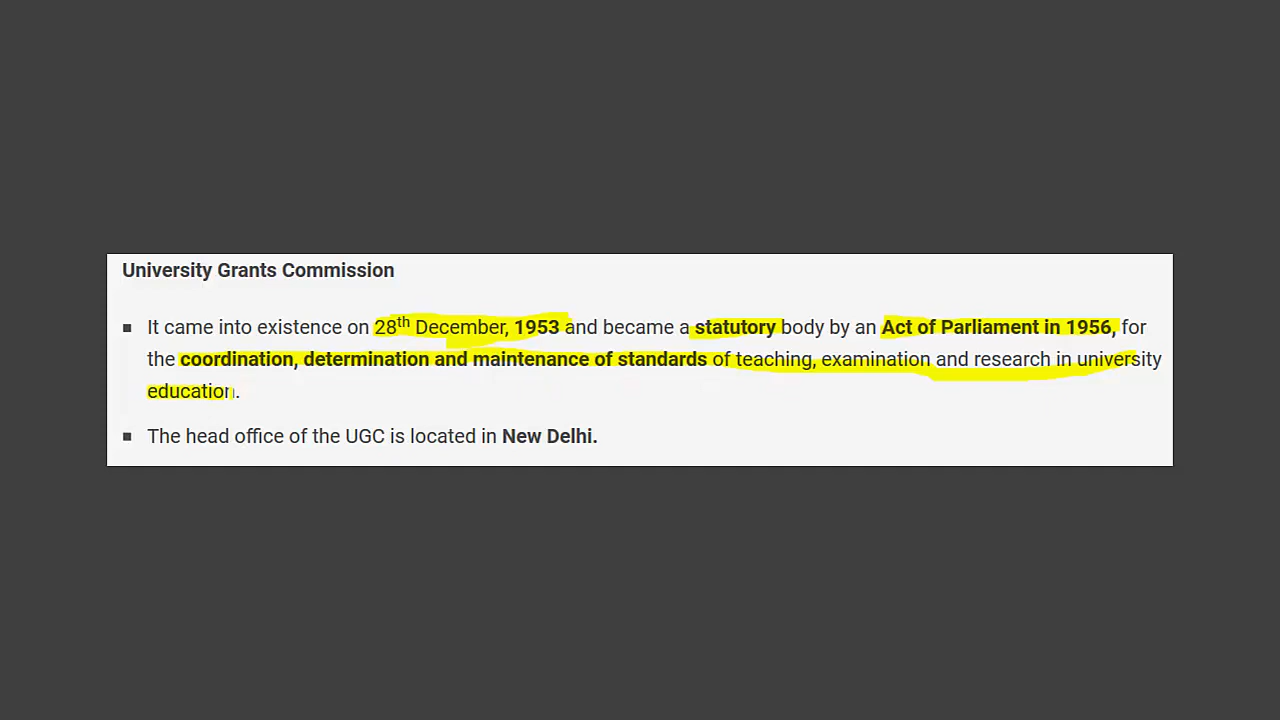 University Grants Commission
▪ It came into existence on 28th December, 1953 and became a statutory body by an Act of Parliament in 1956, for
the coordination, determination and maintenance of standards of teaching, examination and research in university
education.
▪ The head office of the UGC is located in New Delhi.